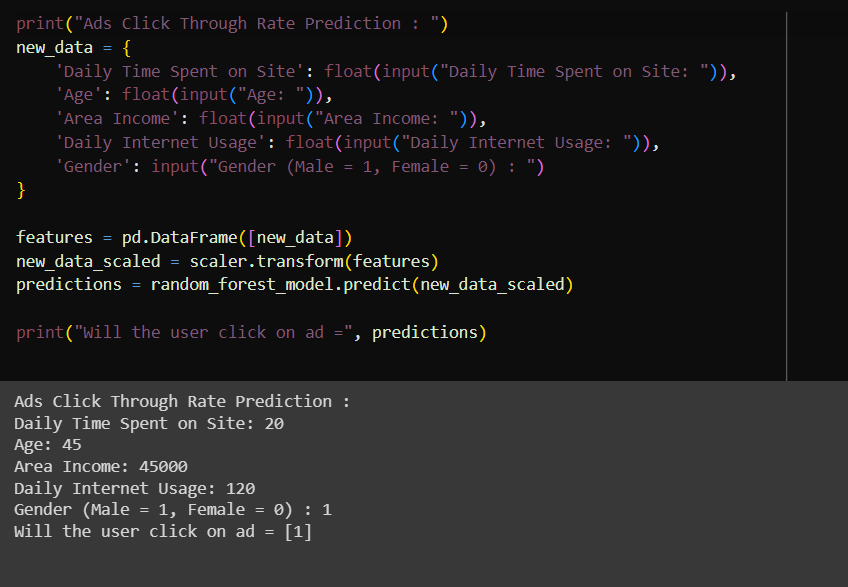 print("Ads Click Through Rate Prediction : ")
new_data = {
    'Daily Time Spent on Site': float(input("Daily Time Spent on Site: ")),
    'Age': float(input("Age: ")),
    'Area Income': float(input("Area Income: ")),
    'Daily Internet Usage': float(input("Daily Internet Usage: ")),
    'Gender': input("Gender (Male = 1, Female = 0) : ")
}

features = pd.DataFrame([new_data])
new_data_scaled = scaler.transform(features)
predictions = random_forest_model.predict(new_data_scaled)

print("Will the user click on ad =", predictions)

Ads Click Through Rate Prediction :
Daily Time Spent on Site: 20
Age: 45
Area Income: 45000
Daily Internet Usage: 120
Gender (Male = 1, Female = 0) : 1
Will the user click on ad = [1]